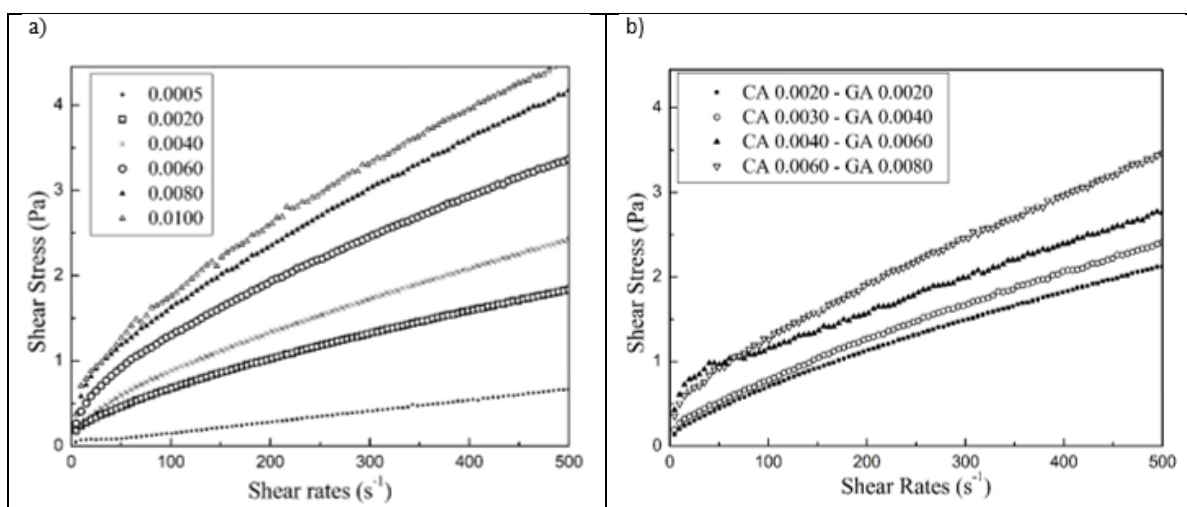 a)
0.0005
0.0020
0.0040
0.0060
0.0080
0.0100
4
3
2
1
0
Shear Stress (Pa)
0 100 200 300 400 500
Shear rates (s⁻¹)
b)
CA 0.0020 - GA 0.0020
CA 0.0030 - GA 0.0040
CA 0.0040 - GA 0.0060
CA 0.0060 - GA 0.0080
4
3
2
1
0
Shear Stress (Pa)
0 100 200 300 400 500
Shear Rates (s⁻¹)